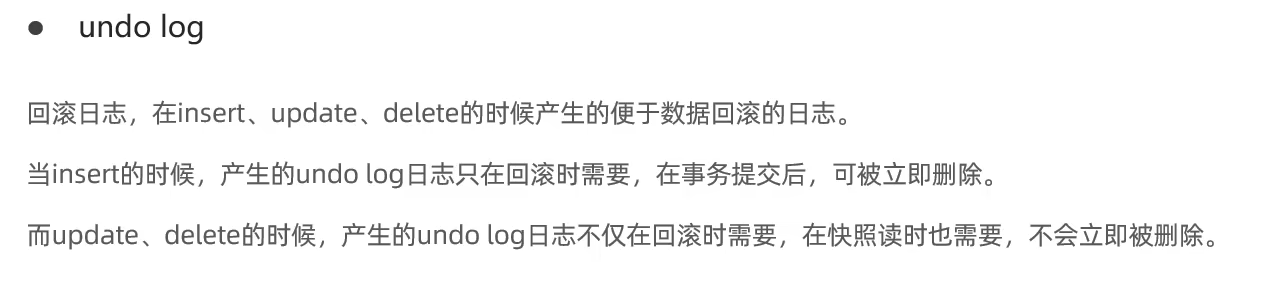 ● undo log
回滚日志，在insert、update、delete的时候产生的便于数据回滚的日志。
当insert的时候，产生的undo log日志只在回滚时需要，在事务提交后，可被立即删除。
而update、delete的时候，产生的undo log日志不仅在回滚时需要，在快照读时也需要，不会立即被删除。